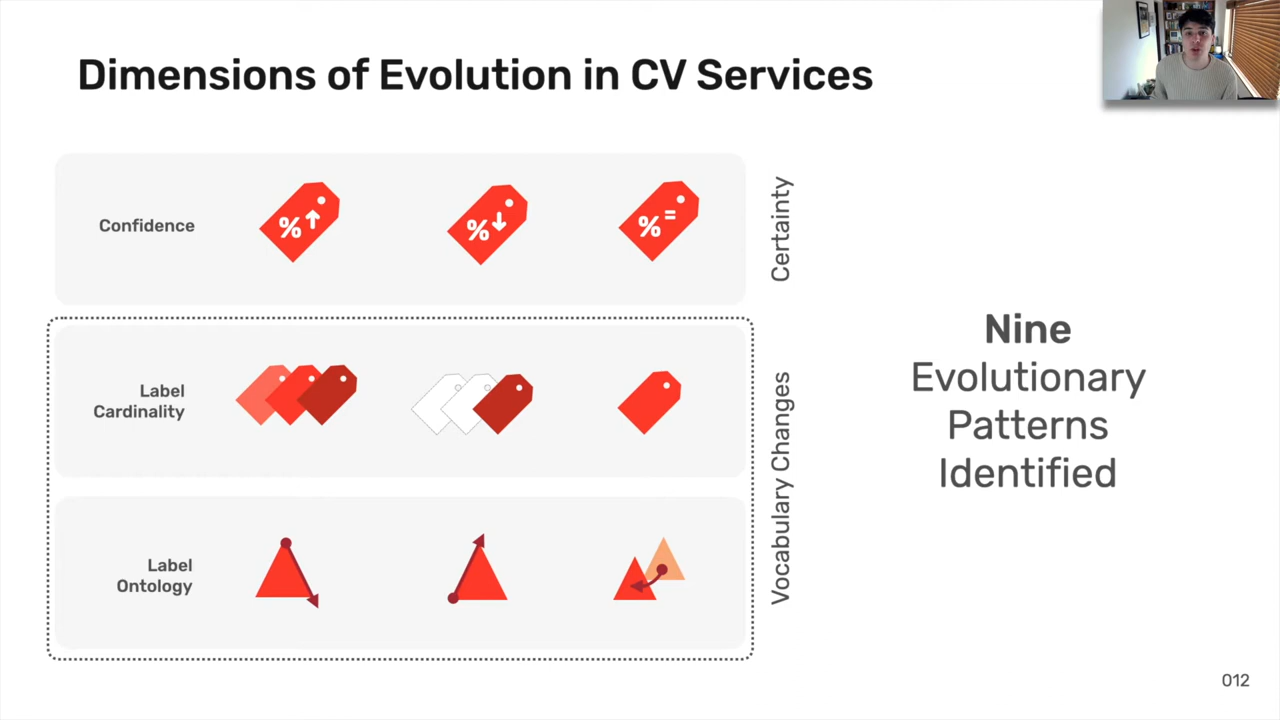 Dimensions of Evolution in CV Services
Confidence
%
%
% =
Certainty
Label
Cardinality
Label
Ontology
Vocabulary Changes
Nine
Evolutionary
Patterns
Identified
012